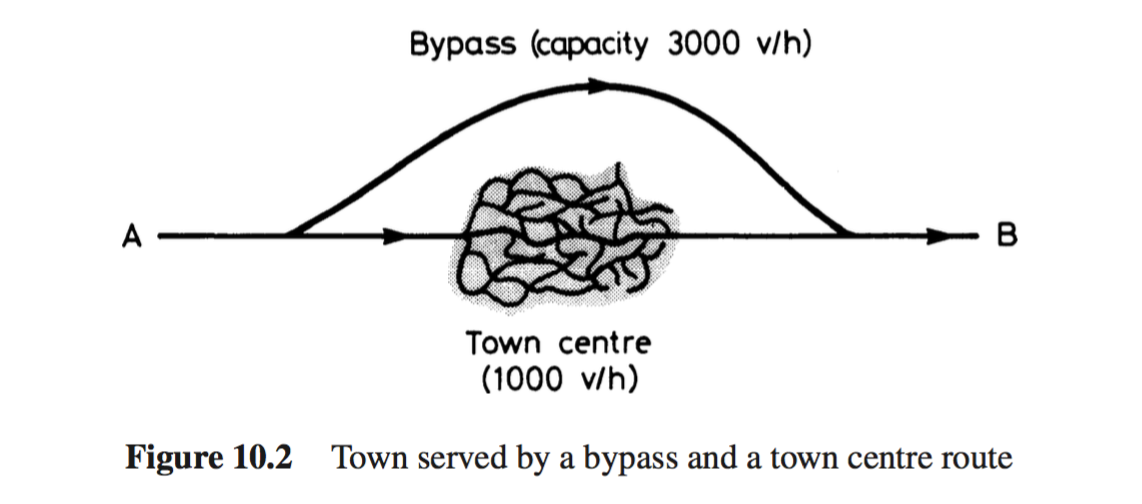 Bypass (capacity 3000 v/h)
A
B
Town centre
(1000 v/h)
Figure 10.2 Town served by a bypass and a town centre route